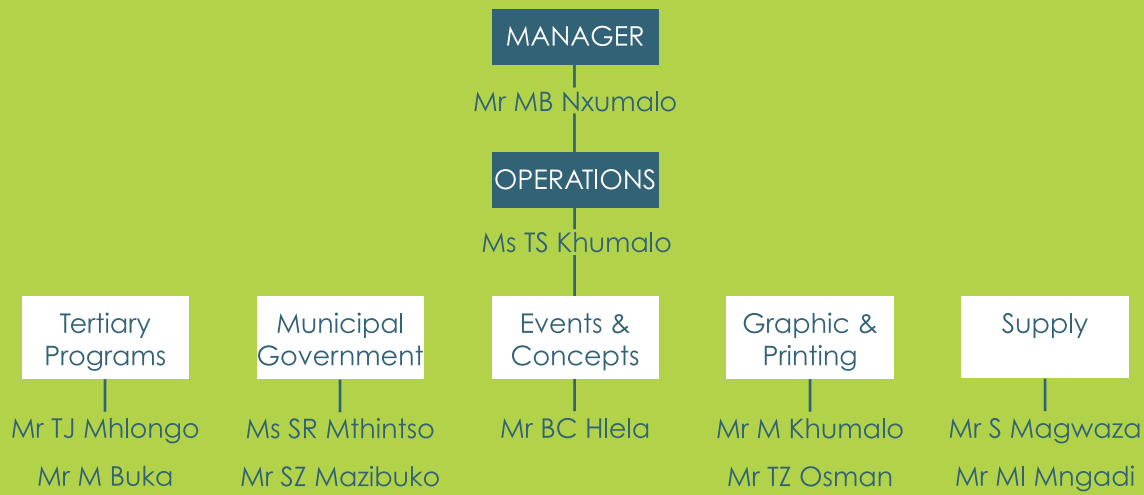 MANAGER
Mr MB Nxumalo
OPERATIONS
Ms TS Khumalo
Tertiary
Programs
Mr TJ Mhlongo
Mr M Buka
Municipal
Government
Ms SR Mthintso
Mr SZ Mazibuko
Events &
Concepts
Mr BC Hlela
Graphic &
Printing
Mr M Khumalo
Mr TZ Osman
Supply
Mr S Magwaza
Mr MI Mngadi